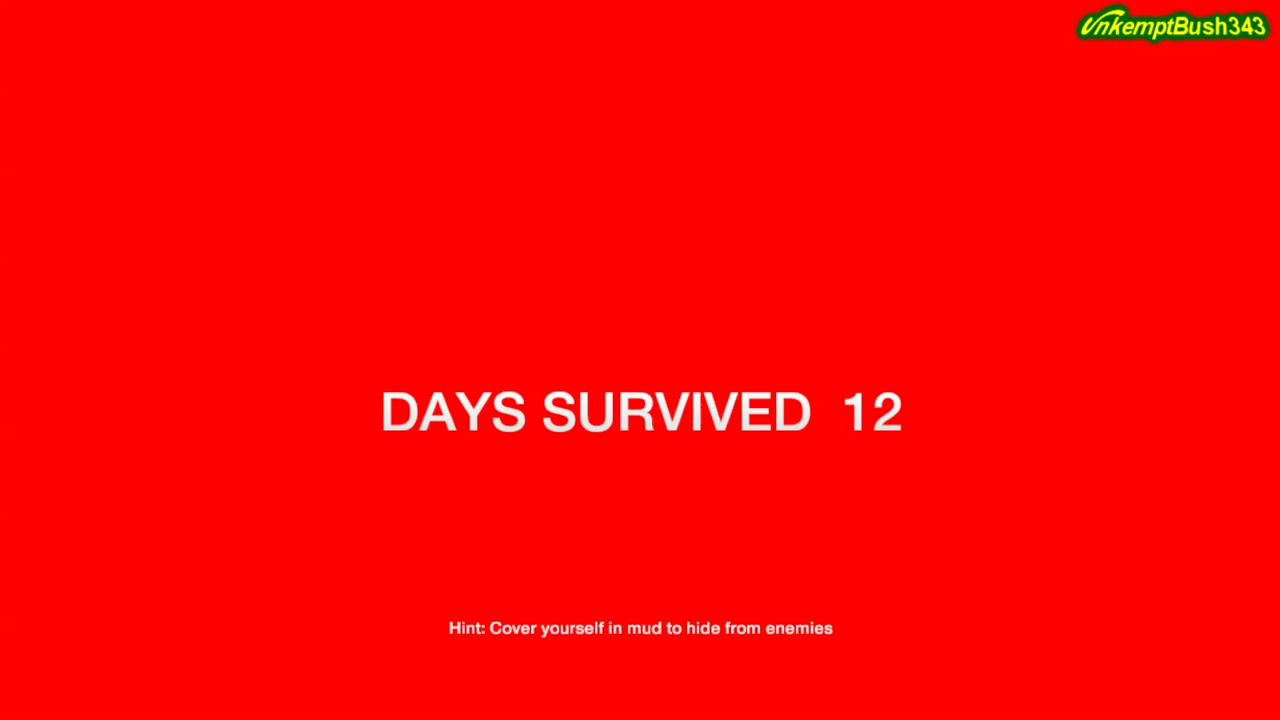 UnkemptBush343
DAYS SURVIVED 12
Hint: Cover yourself in mud to hide from enemies